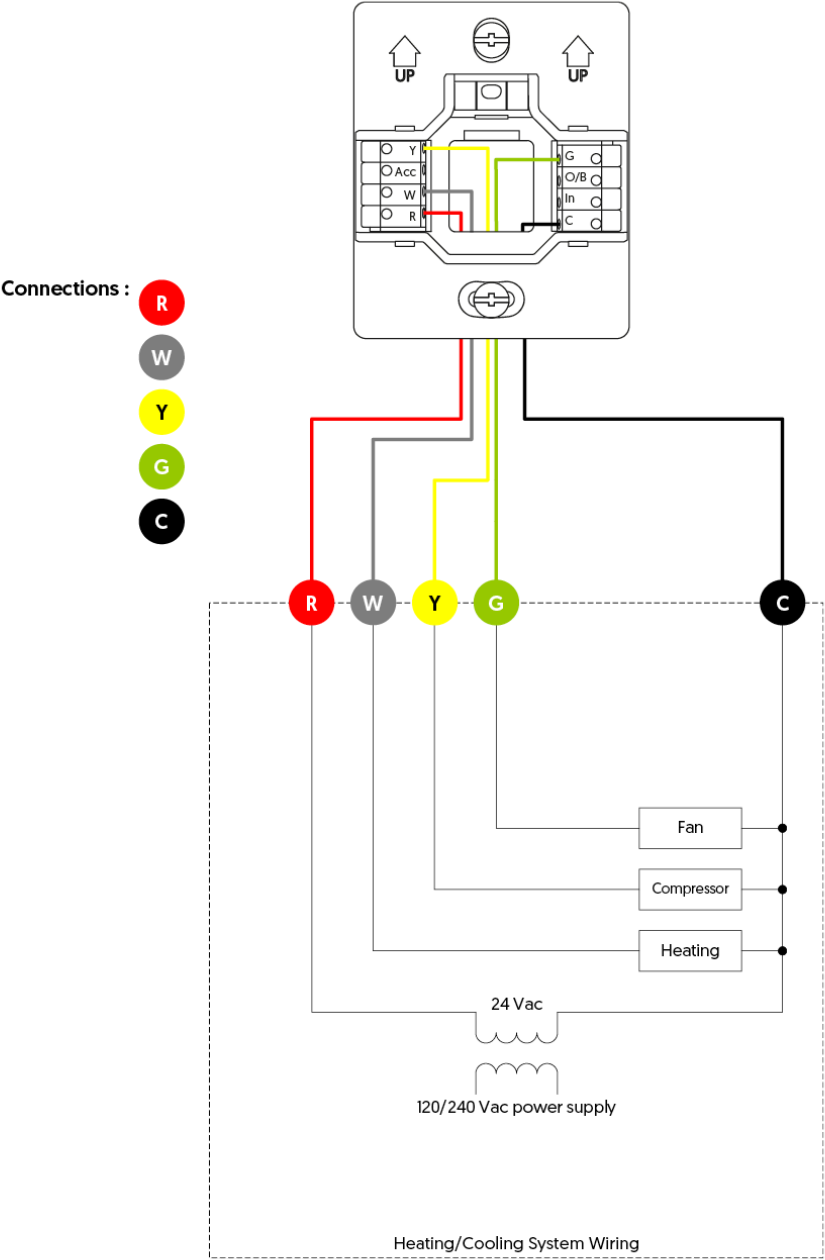 UP UP
Y G
Acc O/B
W In
R C
Connections :
R
W
Y
G
C
R W Y G C
Fan
Compressor
Heating
24 Vac
120/240 Vac power supply
Heating/Cooling System Wiring